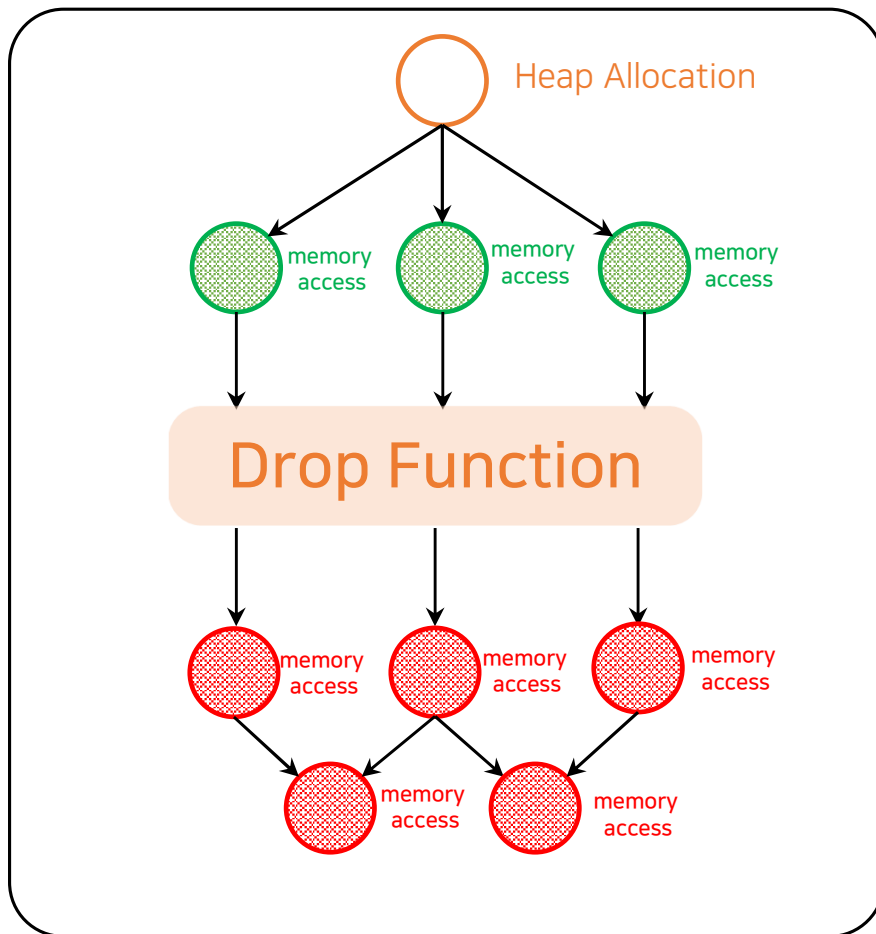 Heap Allocation
memory
access
memory
access
memory
access
Drop Function
memory
access
memory
access
memory
access
memory
access
memory
access